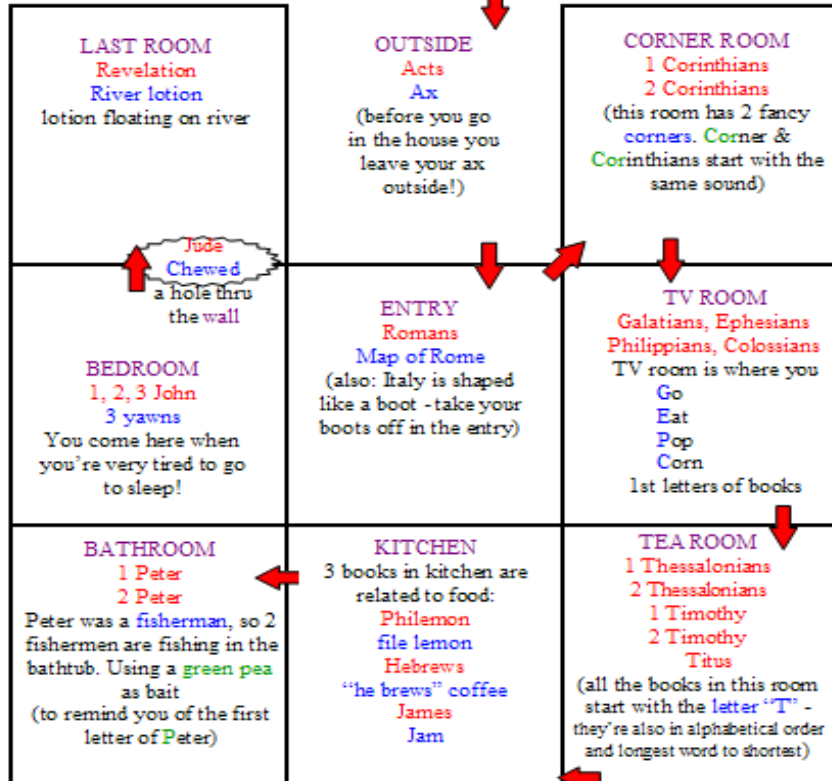 LAST ROOM
Revelation
River lotion
lotion floating on river
OUTSIDE
Acts
Ax
(before you go
in the house you
leave your ax
outside!)
CORNER ROOM
1 Corinthians
2 Corinthians
(this room has 2 fancy
corners. Corner &
Corinthians start with the
same sound)
Jude
Chewed
a hole thru
the wall
BEDROOM
1, 2, 3 John
3 yawns
You come here when
you're very tired to go
to sleep!
ENTRY
Romans
Map of Rome
(also: Italy is shaped
like a boot - take your
boots off in the entry)
TV ROOM
Galatians, Ephesians
Philippians, Colossians
TV room is where you
Go
Eat
Pop
Corn
1st letters of books
BATHROOM
1 Peter
2 Peter
Peter was a fisherman, so 2
fishermen are fishing in the
bathtub. Using a green pea
as bait
(to remind you of the first
letter of Peter)
KITCHEN
3 books in kitchen are
related to food:
Philemon
file lemon
Hebrews
“he brews” coffee
James
Jam
TEA ROOM
1 Thessalonians
2 Thessalonians
1 Timothy
2 Timothy
Titus
(all the books in this room
start with the letter “T” -
they're also in alphabetical order
and longest word to shortest)